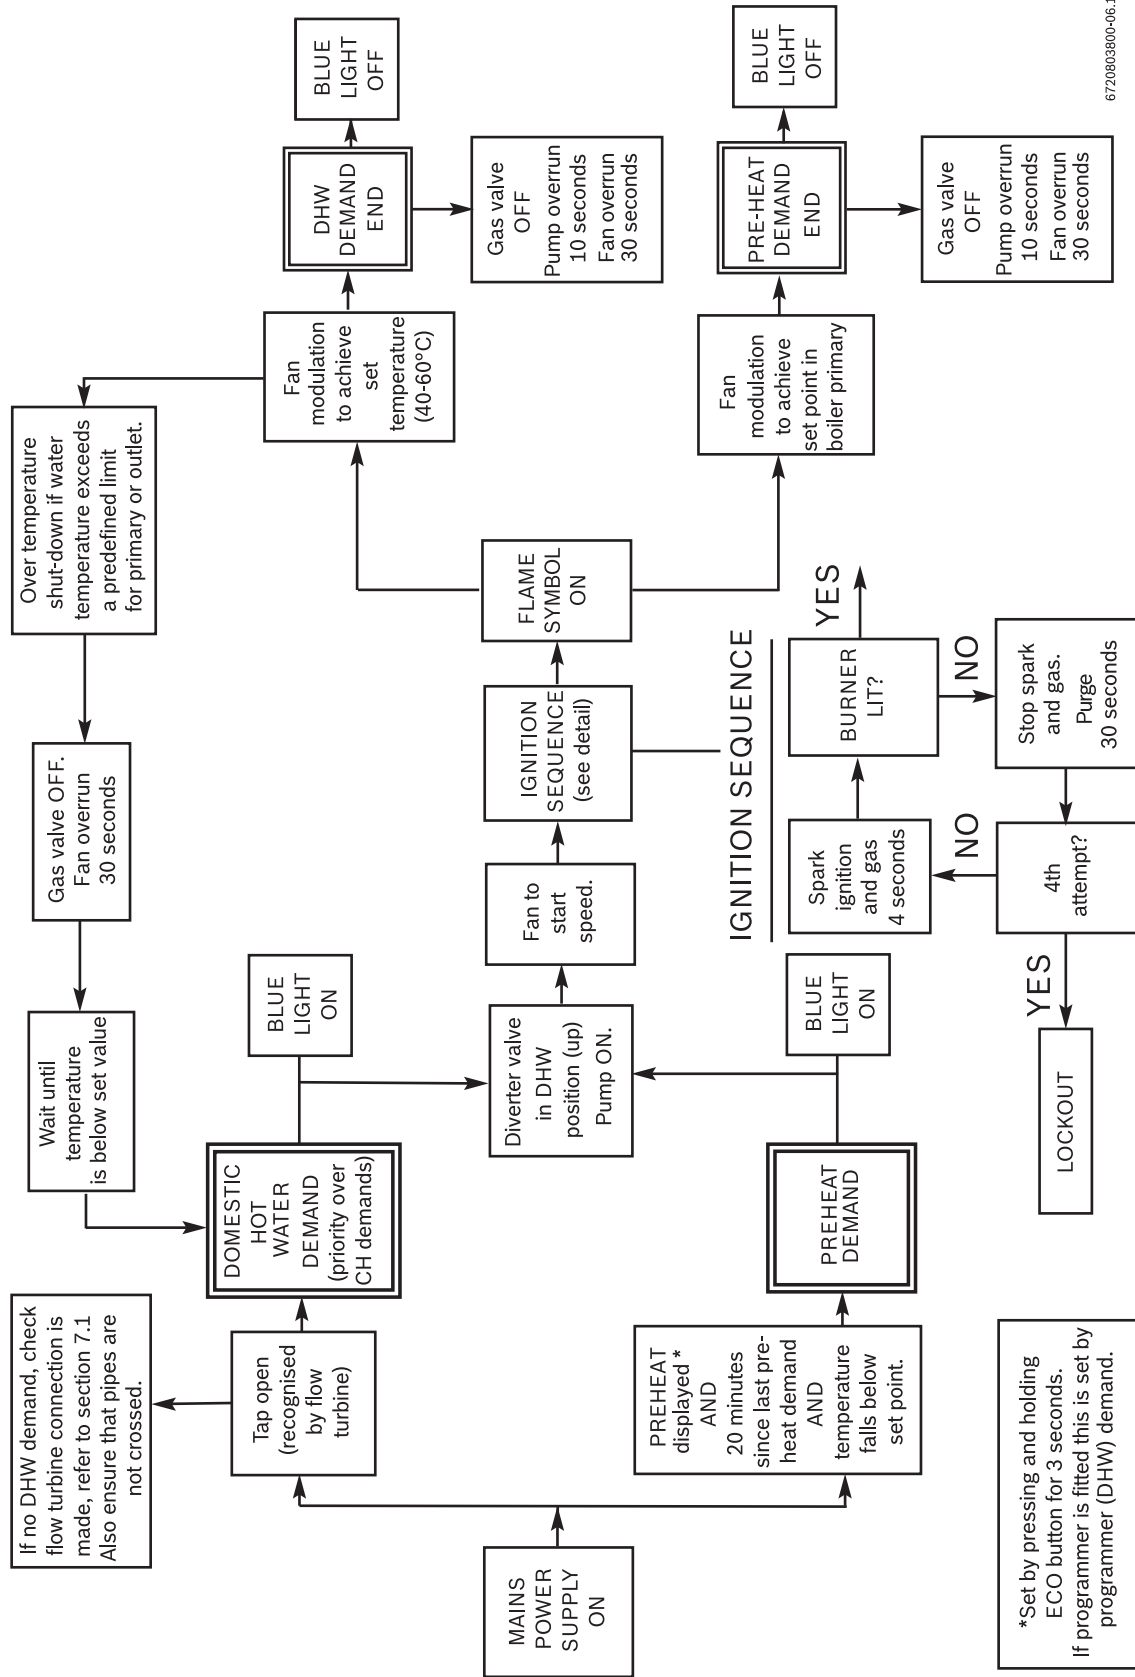 MAINS
POWER
SUPPLY
ON
If no DHW demand, check
flow turbine connection is
made, refer to section 7.1
Also ensure that pipes are
not crossed.
Tap open
(recognised
by flow
turbine)
DOMESTIC
HOT
WATER
DEMAND
(priority over
CH demands)
BLUE
LIGHT
ON
Wait until
temperature
is below set value
Gas valve OFF.
Fan overrun
30 seconds
Over temperature
shut-down if water
temperature exceeds
a predefined limit
for primary or outlet.
PREHEAT
displayed *
AND
20 minutes
since last pre-
heat demand
AND
temperature
falls below
set point.
PREHEAT
DEMAND
BLUE
LIGHT
ON
Diverter valve
in DHW
position (up)
Pump ON.
Fan to
start
speed.
IGNITION
SEQUENCE
(see detail)
FLAME
SYMBOL
ON
Fan
modulation
to achieve
set
temperature
(40-60°C)
DHW
DEMAND
END
BLUE
LIGHT
OFF
Gas valve
OFF
Pump overrun
10 seconds
Fan overrun
30 seconds
Fan
modulation
to achieve
set point in
boiler primary
PRE-HEAT
DEMAND
END
BLUE
LIGHT
OFF
Gas valve
OFF
Pump overrun
10 seconds
Fan overrun
30 seconds
IGNITION SEQUENCE
Spark
ignition
and gas
4 seconds
BURNER
LIT?
YES
NO
Stop spark
and gas.
Purge
30 seconds
4th
attempt?
NO
YES
LOCKOUT
*Set by pressing and holding
ECO button for 3 seconds.
If programmer is fitted this is set by
programmer (DHW) demand.